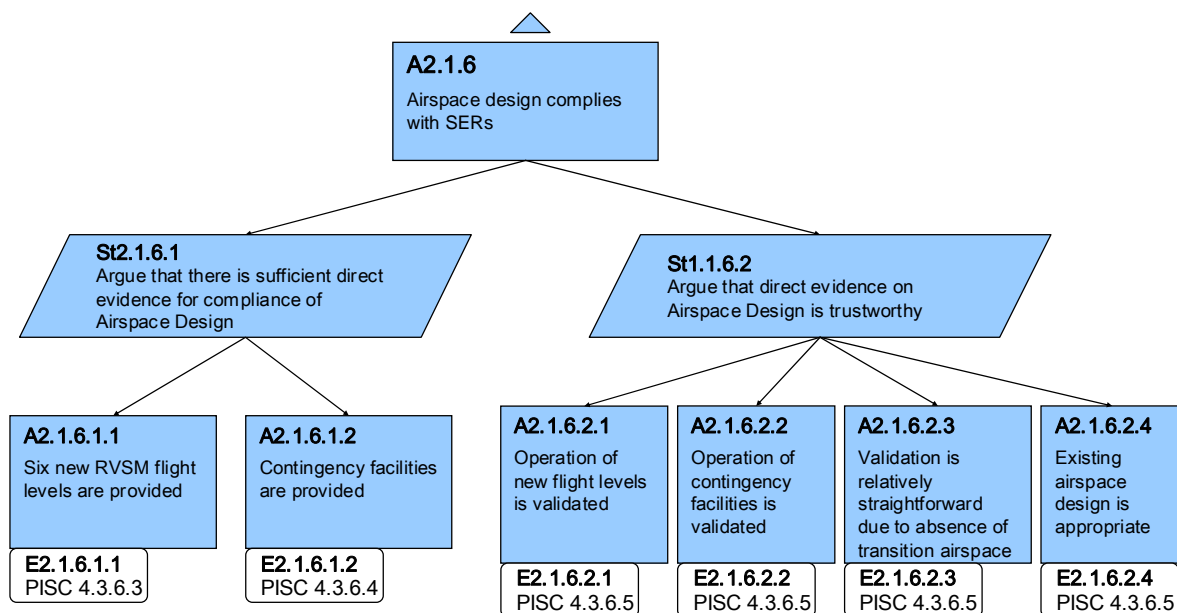 A2.1.6
Airspace design complies
with SERs
St2.1.6.1
Argue that there is sufficient direct
evidence for compliance of
Airspace Design
St1.1.6.2
Argue that direct evidence on
Airspace Design is trustworthy
A2.1.6.1.1
Six new RVSM flight
levels are provided
E2.1.6.1.1
PISC 4.3.6.3
A2.1.6.1.2
Contingency facilities
are provided
E2.1.6.1.2
PISC 4.3.6.4
A2.1.6.2.1
Operation of
new flight levels
is validated
E2.1.6.2.1
PISC 4.3.6.5
A2.1.6.2.2
Operation of
contingency
facilities is
validated
E2.1.6.2.2
PISC 4.3.6.5
A2.1.6.2.3
Validation is
relatively
straightforward
due to absence of
transition airspace
E2.1.6.2.3
PISC 4.3.6.5
A2.1.6.2.4
Existing
airspace
design is
appropriate
E2.1.6.2.4
PISC 4.3.6.5